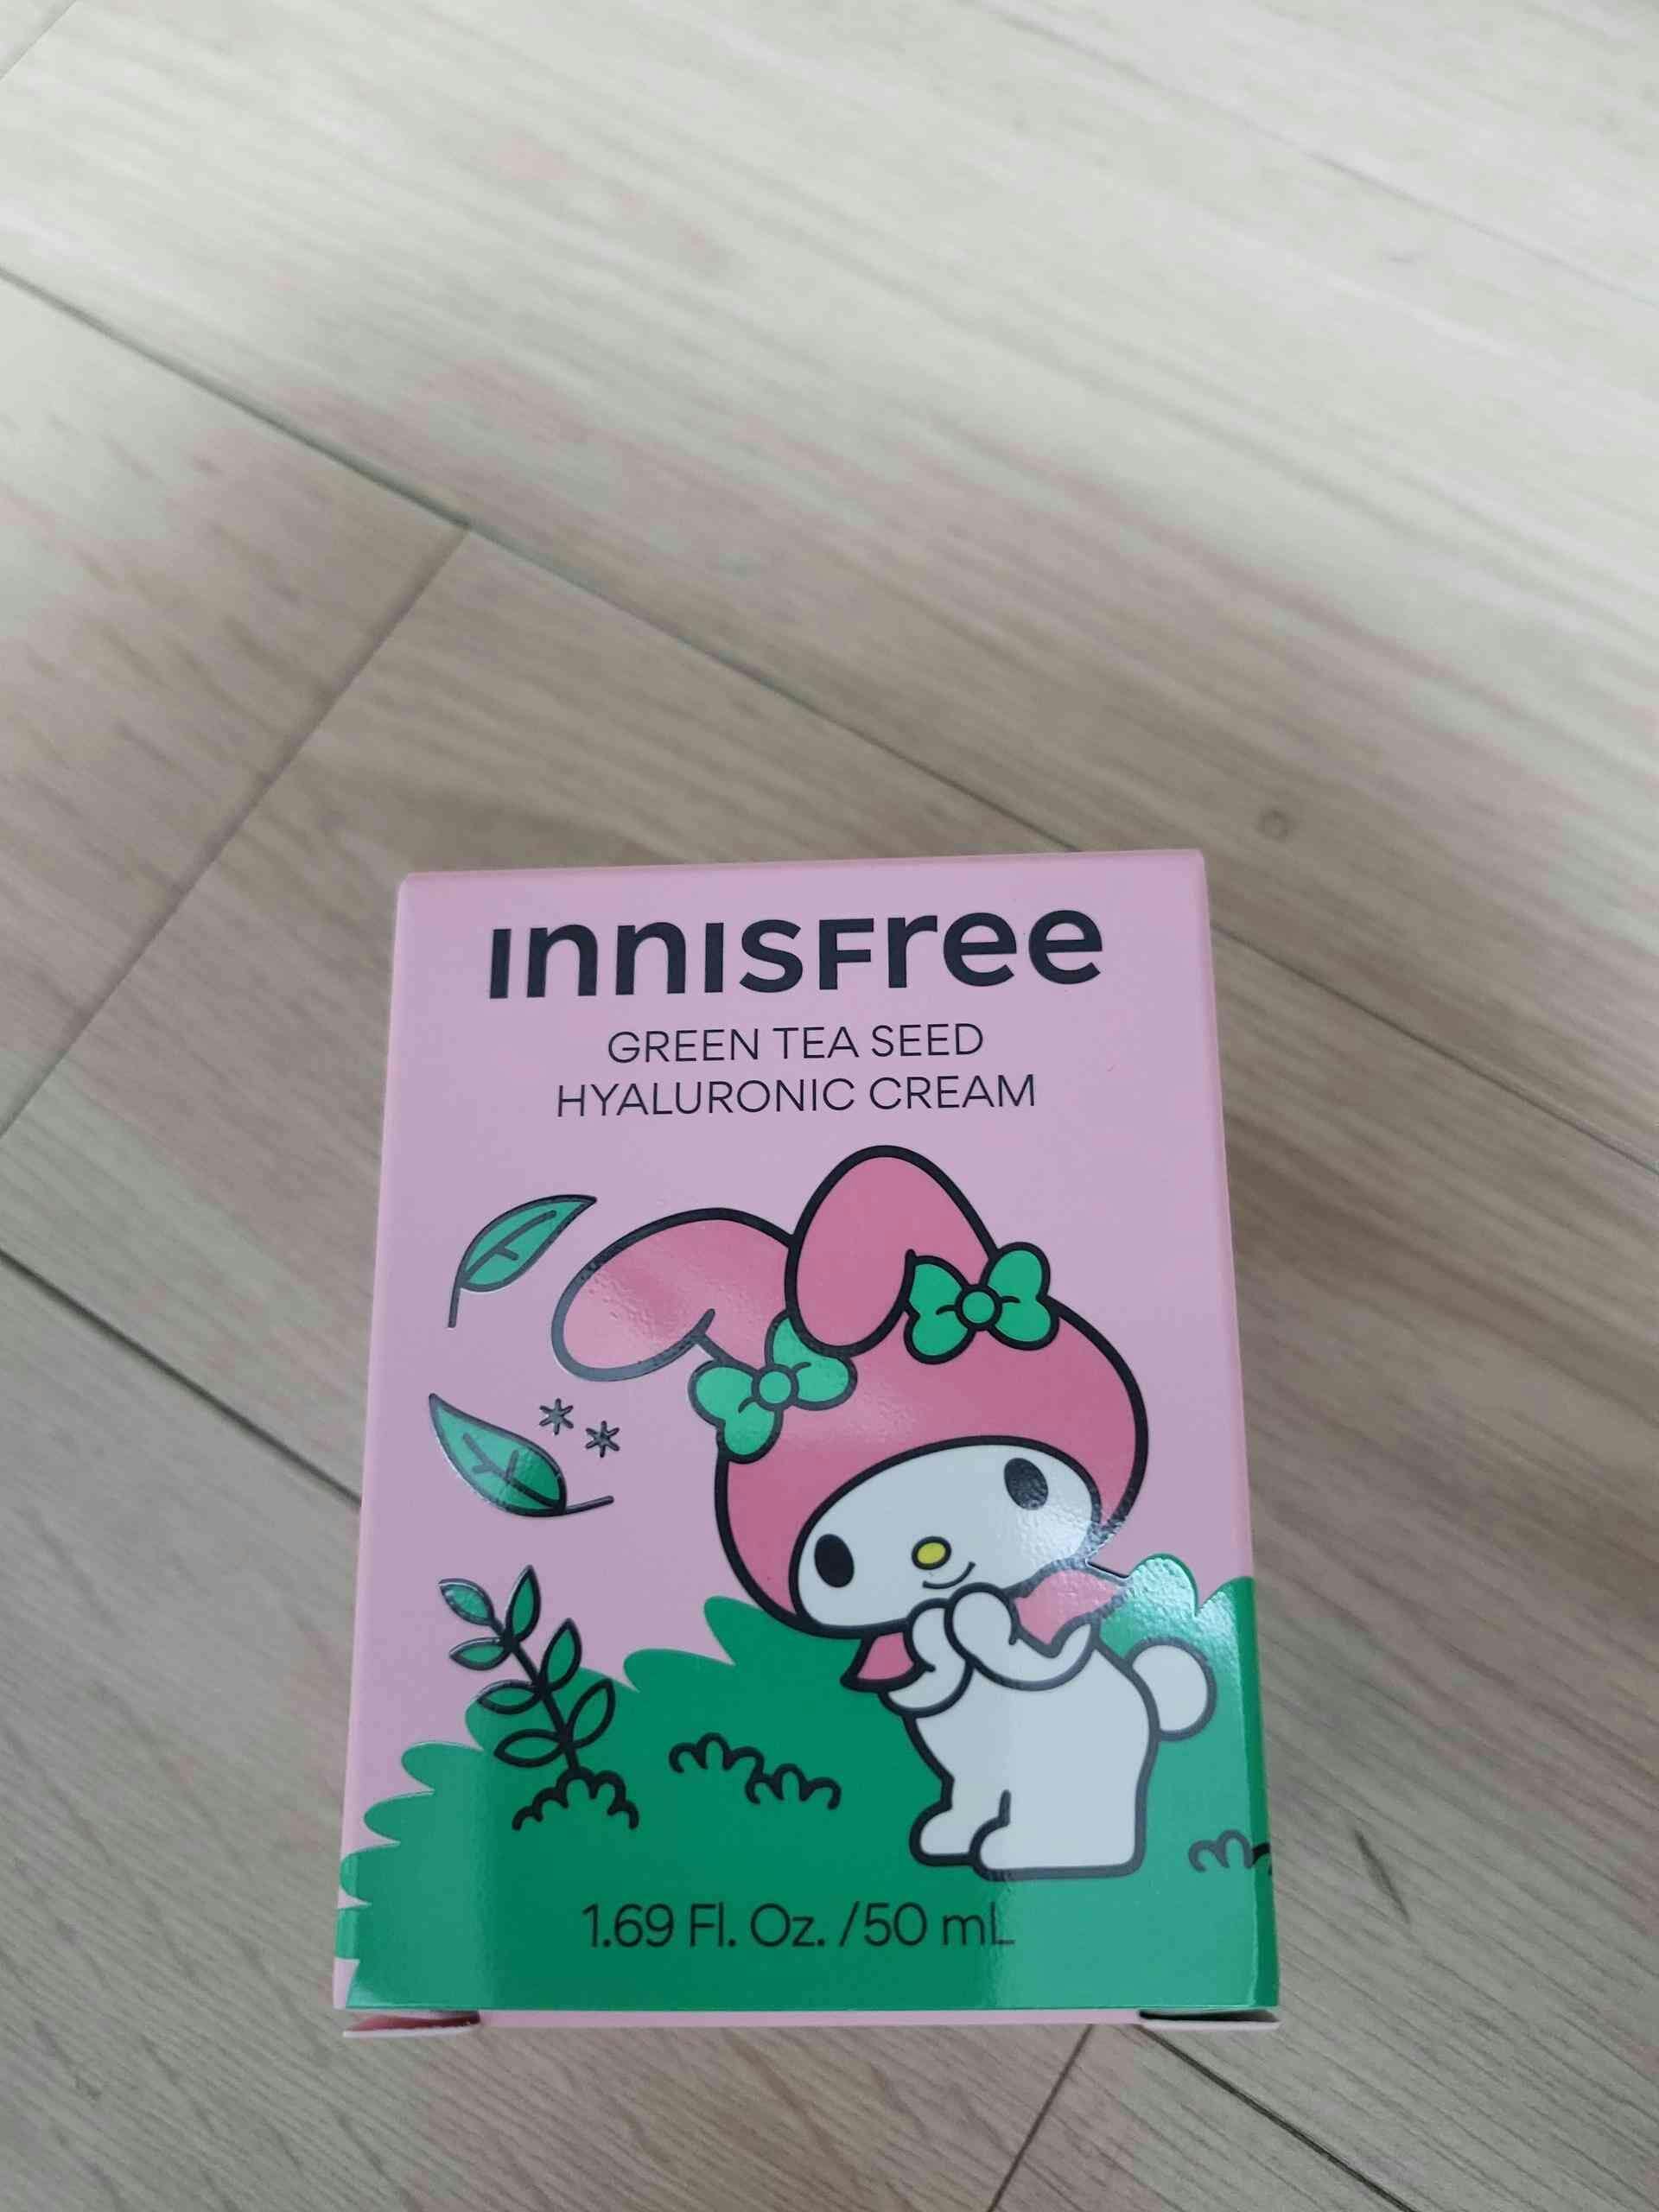 INNISFree
GREEN TEA SEED
HYALURONIC CREAM
1.69 Fl. Oz. /50 mL